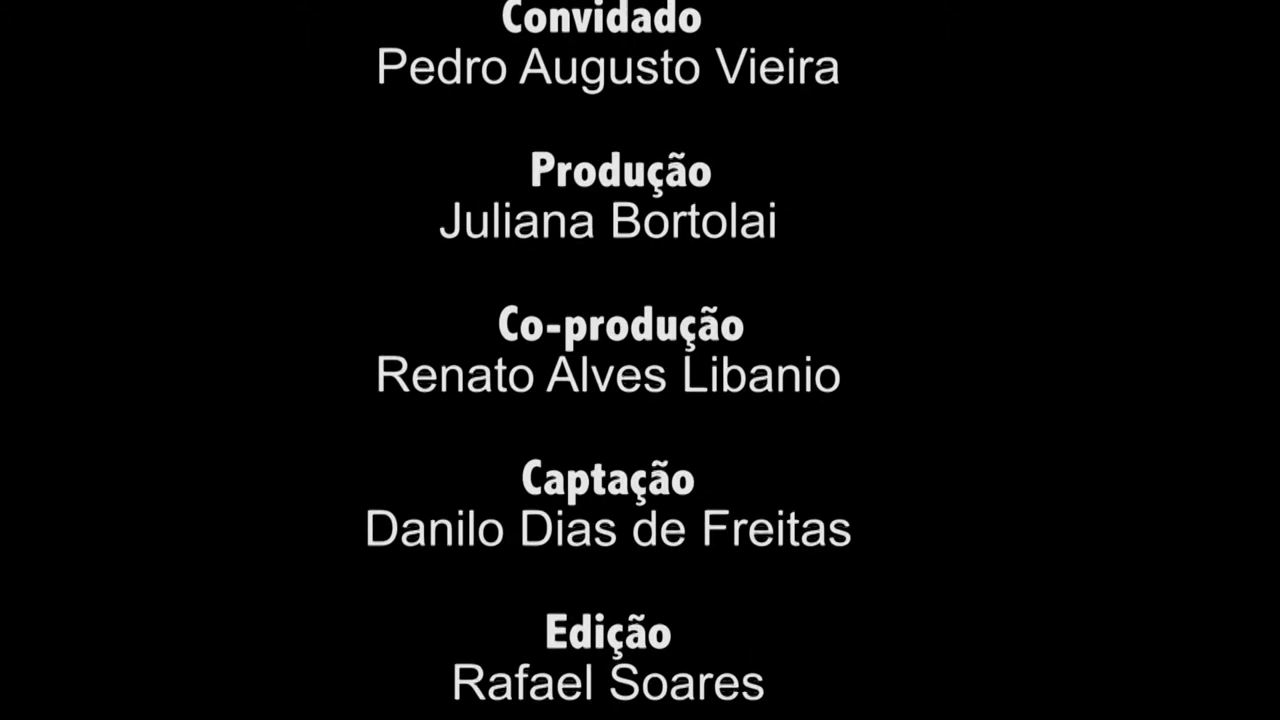 Convidado
Pedro Augusto Vieira
Produção
Juliana Bortolai
Co-produção
Renato Alves Libanio
Captação
Danilo Dias de Freitas
Edição
Rafael Soares